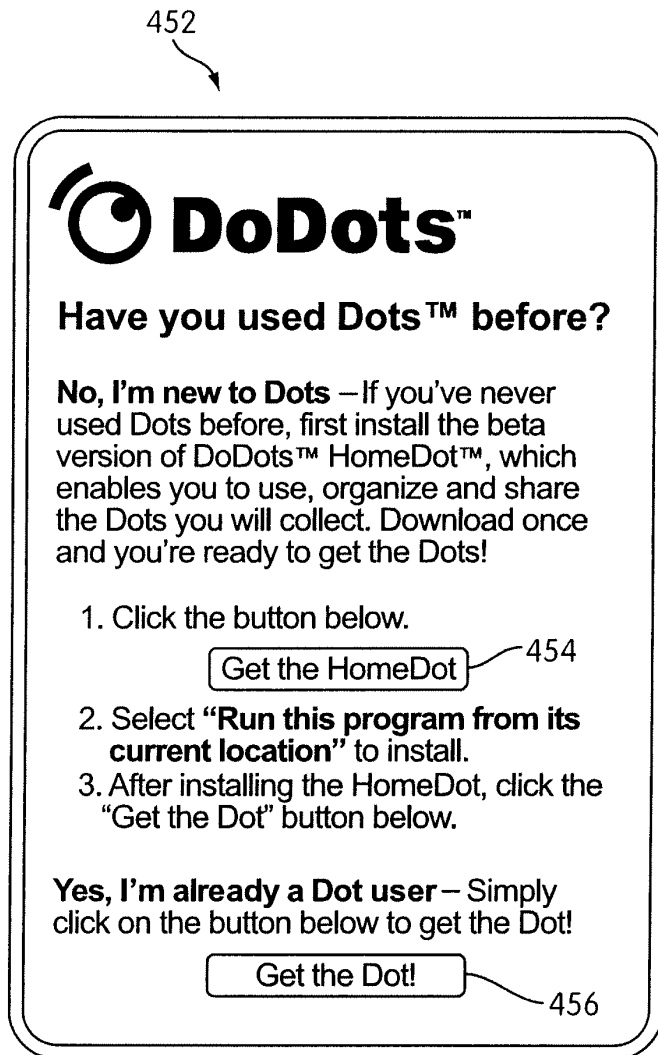 452
DoDots™
Have you used Dots™ before?
No, I'm new to Dots – If you've never
used Dots before, first install the beta
version of DoDots™ HomeDot™, which
enables you to use, organize and share
the Dots you will collect. Download once
and you're ready to get the Dots!
1. Click the button below.
Get the HomeDot 454
2. Select "Run this program from its
current location" to install.
3. After installing the HomeDot, click the
"Get the Dot" button below.
Yes, I'm already a Dot user – Simply
click on the button below to get the Dot!
Get the Dot!
456